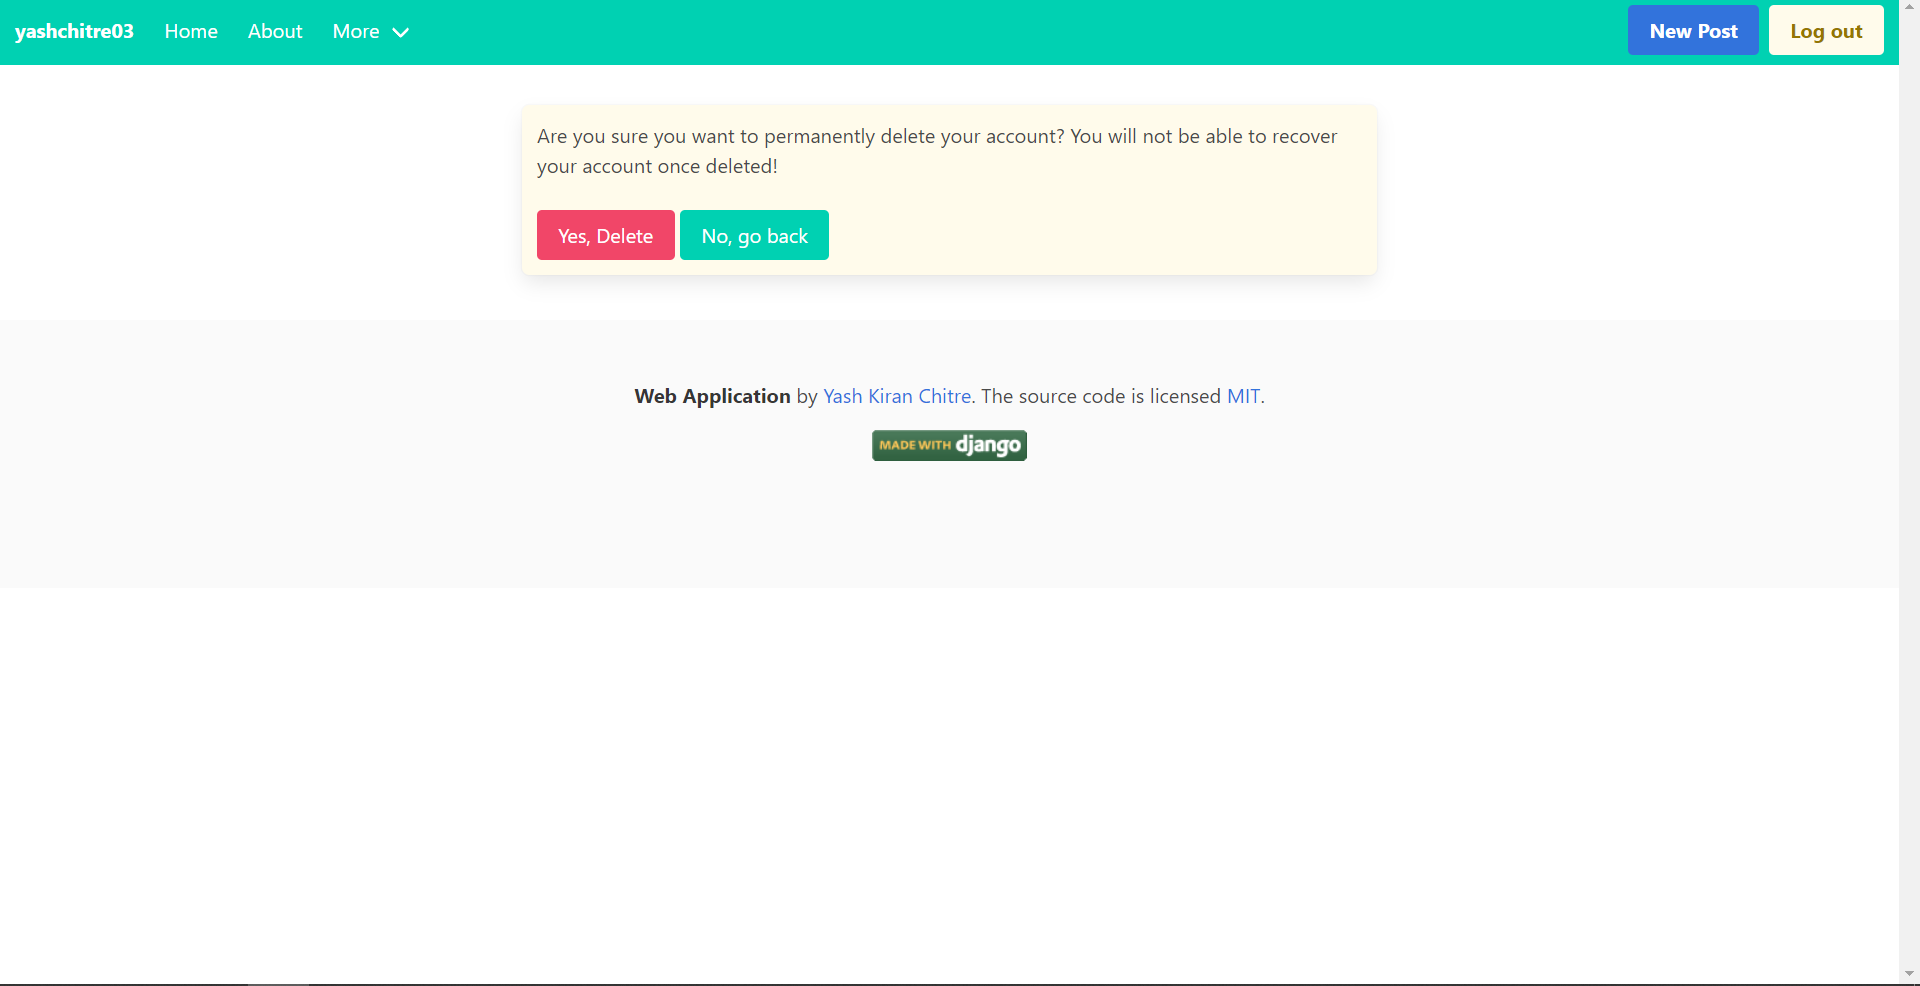 yashchitre03 Home About More New Post Log out
Are you sure you want to permanently delete your account? You will not be able to recover
your account once deleted!
Yes, Delete No, go back
Web Application by Yash Kiran Chitre. The source code is licensed MIT.
MADE WITH django